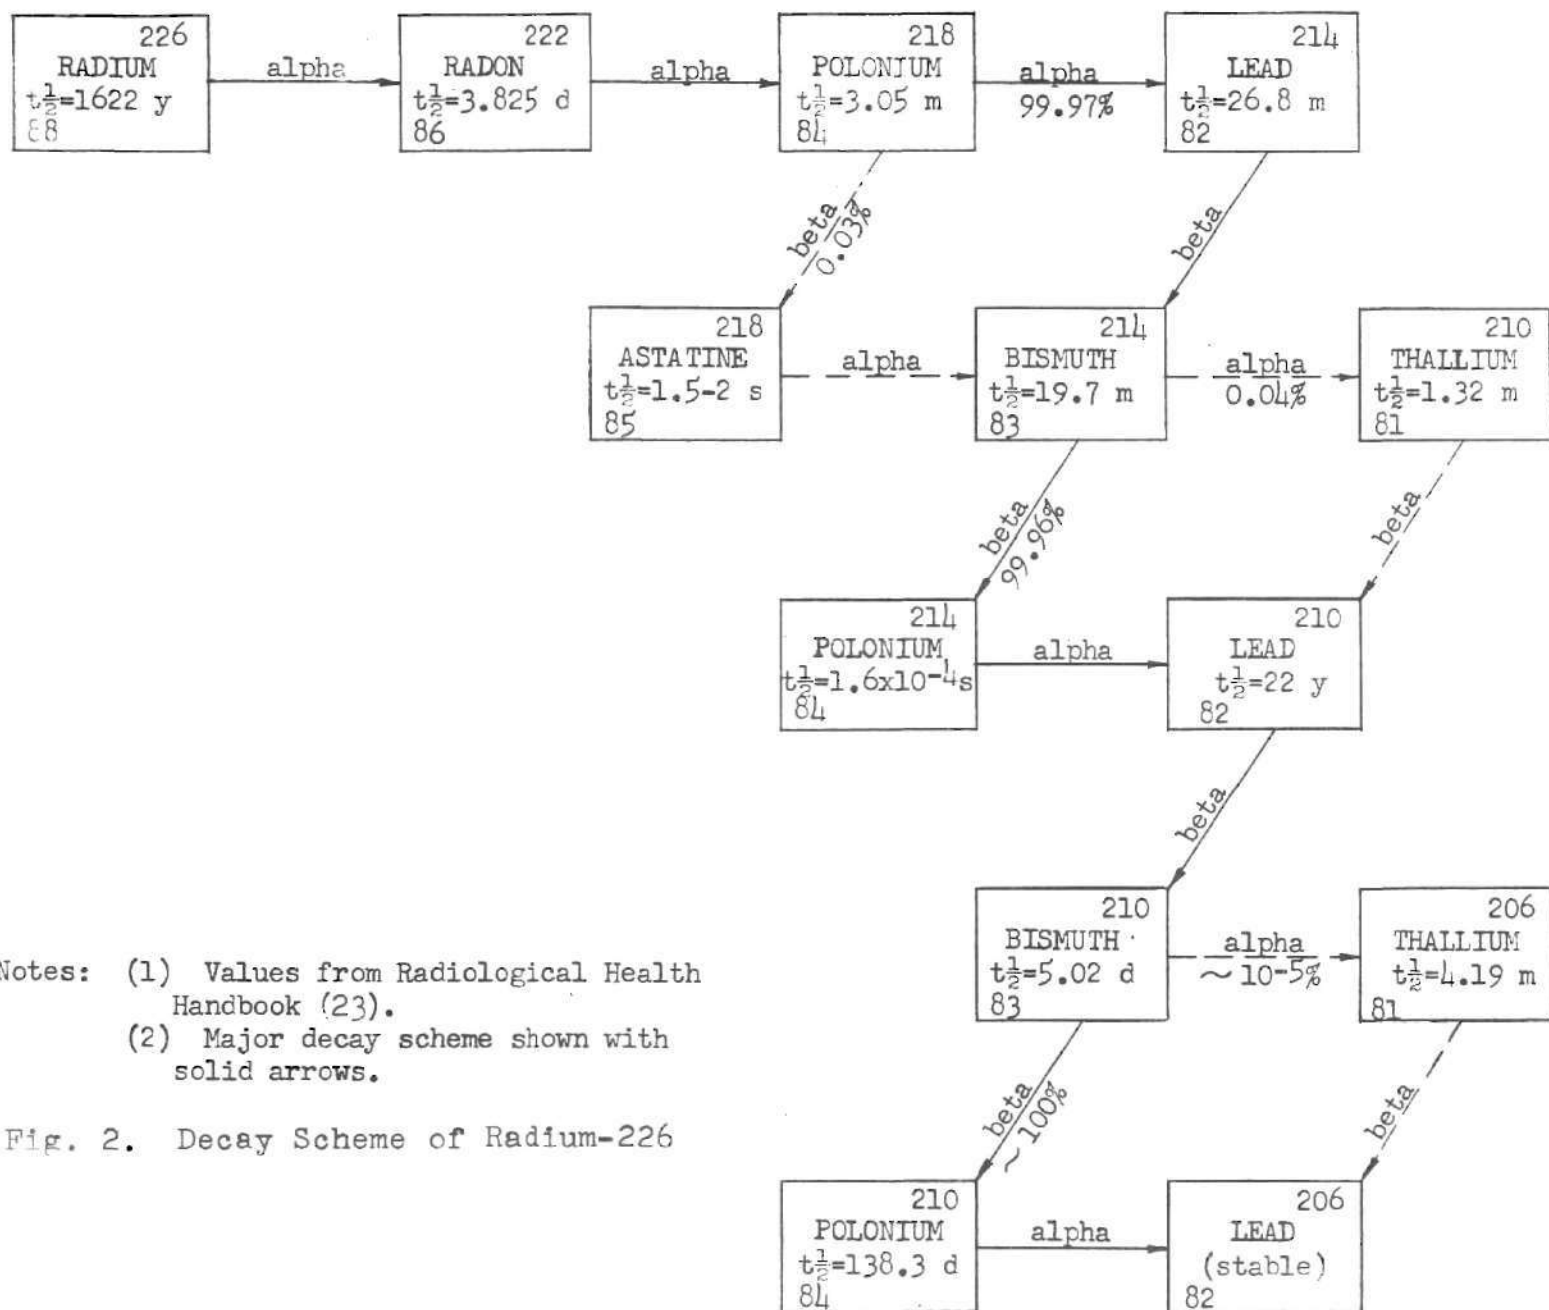 226
RADIUM
t½=1622 y
88
alpha
222
RADON
t½=3.825 d
86
alpha
218
POLONIUM
t½=3.05 m
84
alpha
99.97%
214
LEAD
t½=26.8 m
82
beta
0.03%
beta
218
ASTATINE
t½=1.5-2 s
85
alpha
214
BISMUTH
t½=19.7 m
83
alpha
0.04%
210
THALLIUM
t½=1.32 m
81
beta
99.96%
beta
214
POLONIUM
t½=1.6x10-4s
84
alpha
210
LEAD
t½=22 y
82
beta
210
BISMUTH
t½=5.02 d
83
alpha
~ 10-5%
206
THALLIUM
t½=4.19 m
81
Notes: (1) Values from Radiological Health
Handbook (23).
(2) Major decay scheme shown with
solid arrows.
beta
~ 100%
beta
Fig. 2. Decay Scheme of Radium-226
210
POLONIUM
t½=138.3 d
84
alpha
206
LEAD
(stable)
82